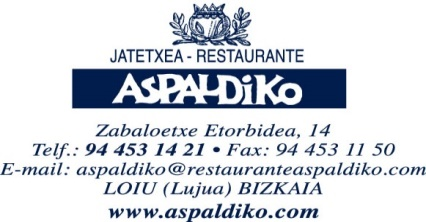 JATETXEA - RESTAURANTE
ASPALDiKo
Zabaloetxe Etorbidea, 14
Telf.: 94 453 14 21 • Fax: 94 453 11 50
E-mail: aspaldiko@restauranteaspaldiko.com
LOIU (Lujua) BIZKAIA
www.aspaldiko.com